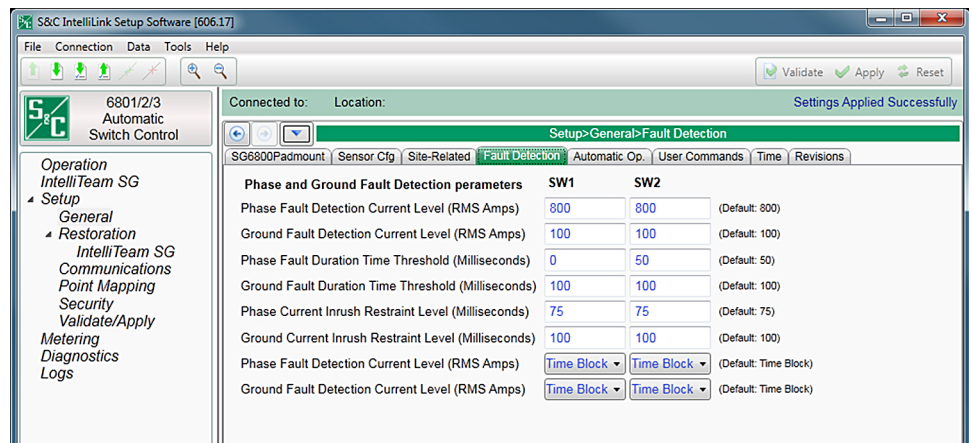 S&C IntelliLink Setup Software [606.17]
File Connection Data Tools Help
Validate Apply Reset
S&C
6801/2/3
Automatic
Switch Control
Connected to: Location: Settings Applied Successfully
Setup>General>Fault Detection
SG6800Padmount Sensor Cfg Site-Related Fault Detection Automatic Op. User Commands Time Revisions
Operation
IntelliTeam SG
Setup
General
Restoration
IntelliTeam SG
Communications
Point Mapping
Security
Validate/Apply
Metering
Diagnostics
Logs
Phase and Ground Fault Detection perameters SW1 SW2
Phase Fault Detection Current Level (RMS Amps) 800 800 (Default: 800)
Ground Fault Detection Current Level (RMS Amps) 100 100 (Default: 100)
Phase Fault Duration Time Threshold (Milliseconds) 0 50 (Default: 50)
Ground Fault Duration Time Threshold (Milliseconds) 100 100 (Default: 100)
Phase Current Inrush Restraint Level (Milliseconds) 75 75 (Default: 75)
Ground Current Inrush Restraint Level (Milliseconds) 100 100 (Default: 100)
Phase Fault Detection Current Level (RMS Amps) Time Block Time Block (Default: Time Block)
Ground Fault Detection Current Level (RMS Amps) Time Block Time Block (Default: Time Block)